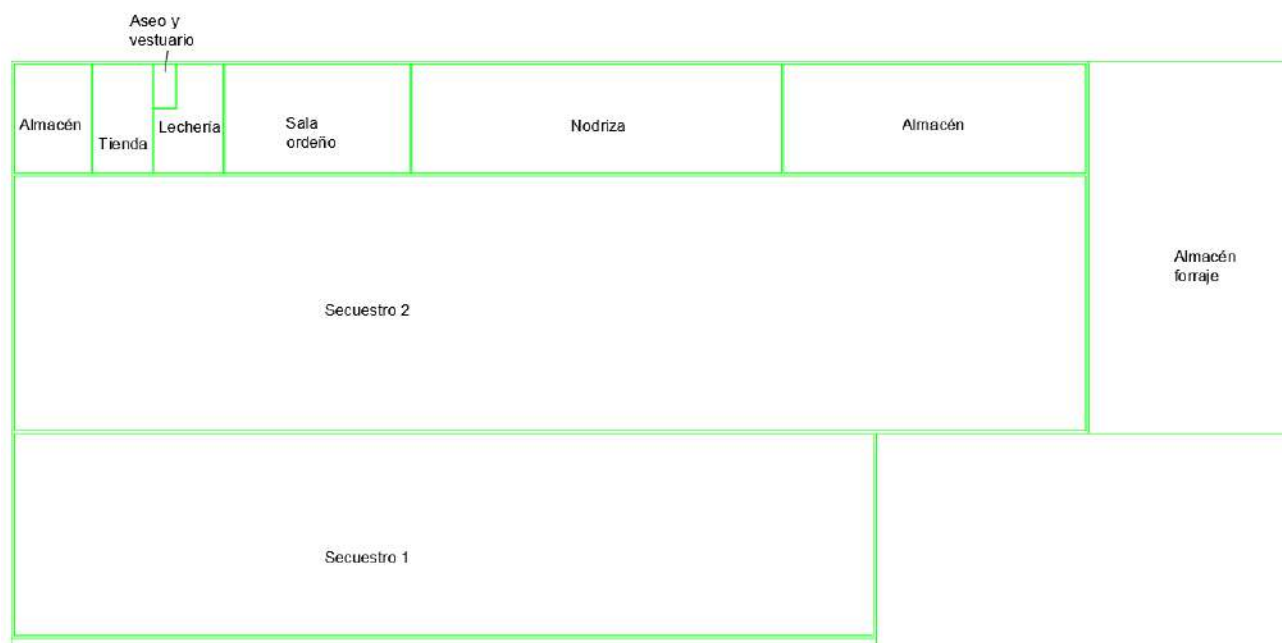 Aseo y
vestuario
Almacén
Tienda
Lechería
Sala
ordeño
Nodriza
Almacén
Almacén
forraje
Secuestro 2
Secuestro 1